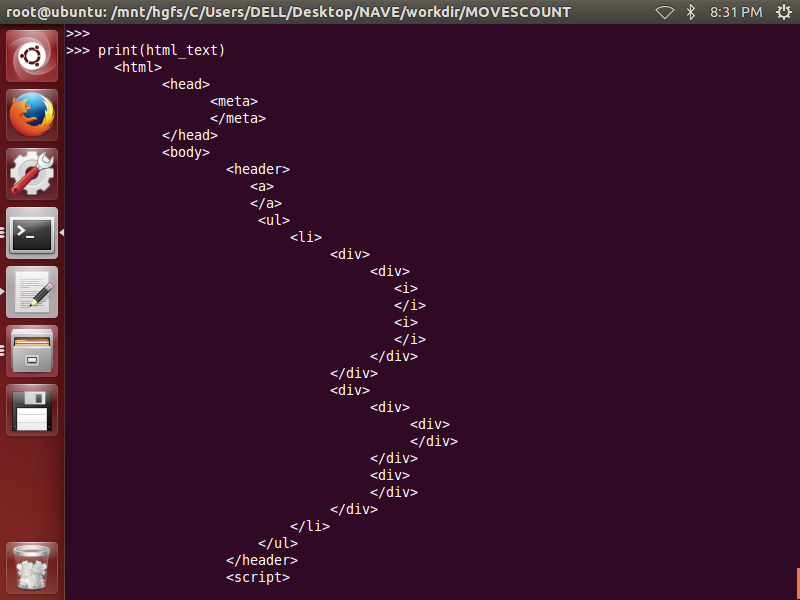 root@ubuntu: /mnt/hgfs/C/Users/DELL/Desktop/NAVE/workdir/MOVESCOUNT 8:31 PM
>>>
>>> print(html_text)
<html>
<head>
<meta>
</meta>
</head>
<body>
<header>
<a>
</a>
<ul>
<li>
<div>
<div>
<i>
</i>
<i>
</i>
</div>
</div>
<div>
<div>
<div>
</div>
</div>
<div>
</div>
</div>
</li>
</ul>
</header>
<script>